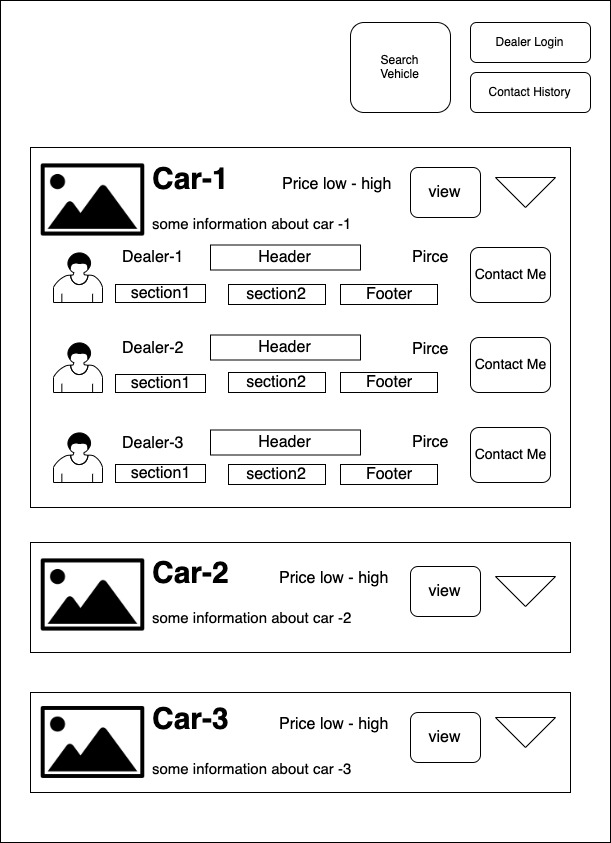 Search
Vehicle
Dealer Login
Contact History
Car-1
Price low - high
view
some information about car -1
Dealer-1
Header
Pirce
Contact Me
section1
section2
Footer
Dealer-2
Header
Pirce
Contact Me
section1
section2
Footer
Dealer-3
Header
Pirce
Contact Me
section1
section2
Footer
Car-2
Price low - high
view
some information about car -2
Car-3
Price low - high
view
some information about car -3